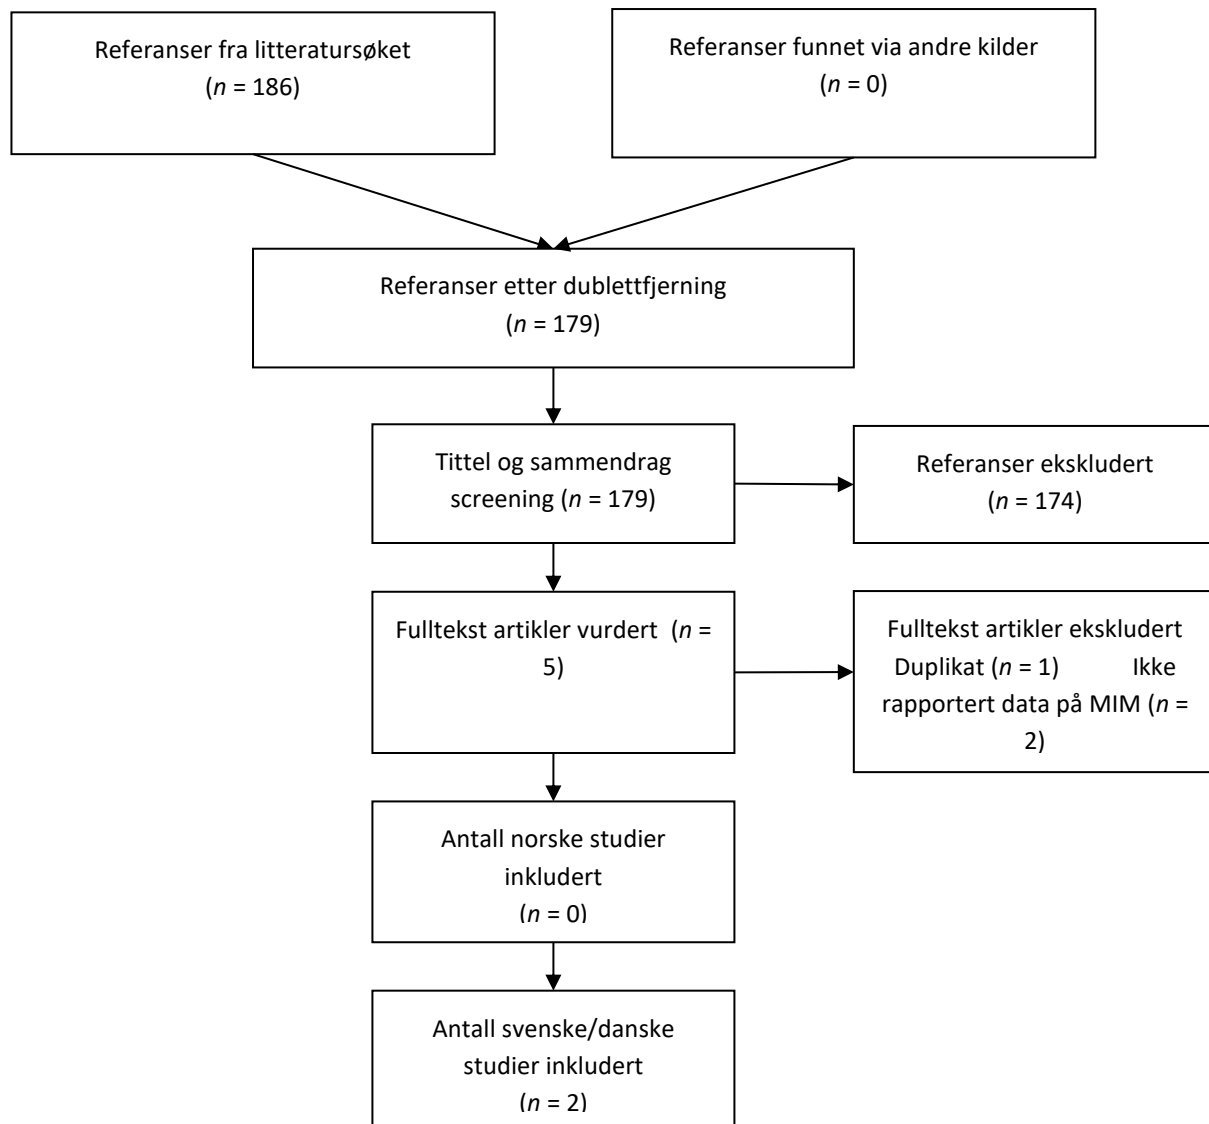 Referanser fra litteratursøket
(n = 186)
Referanser funnet via andre kilder
(n = 0)
Referanser etter dublettfjerning
(n = 179)
Tittel og sammendrag
screening (n = 179)
Referanser ekskludert
(n = 174)
Fulltekst artikler vurdert  (n =
5)
Fulltekst artikler ekskludert
Duplikat (n = 1)            Ikke
rapportert data på MIM (n =
2)
Antall norske studier
inkludert
(n = 0)
Antall svenske/danske
studier inkludert
(n = 2)